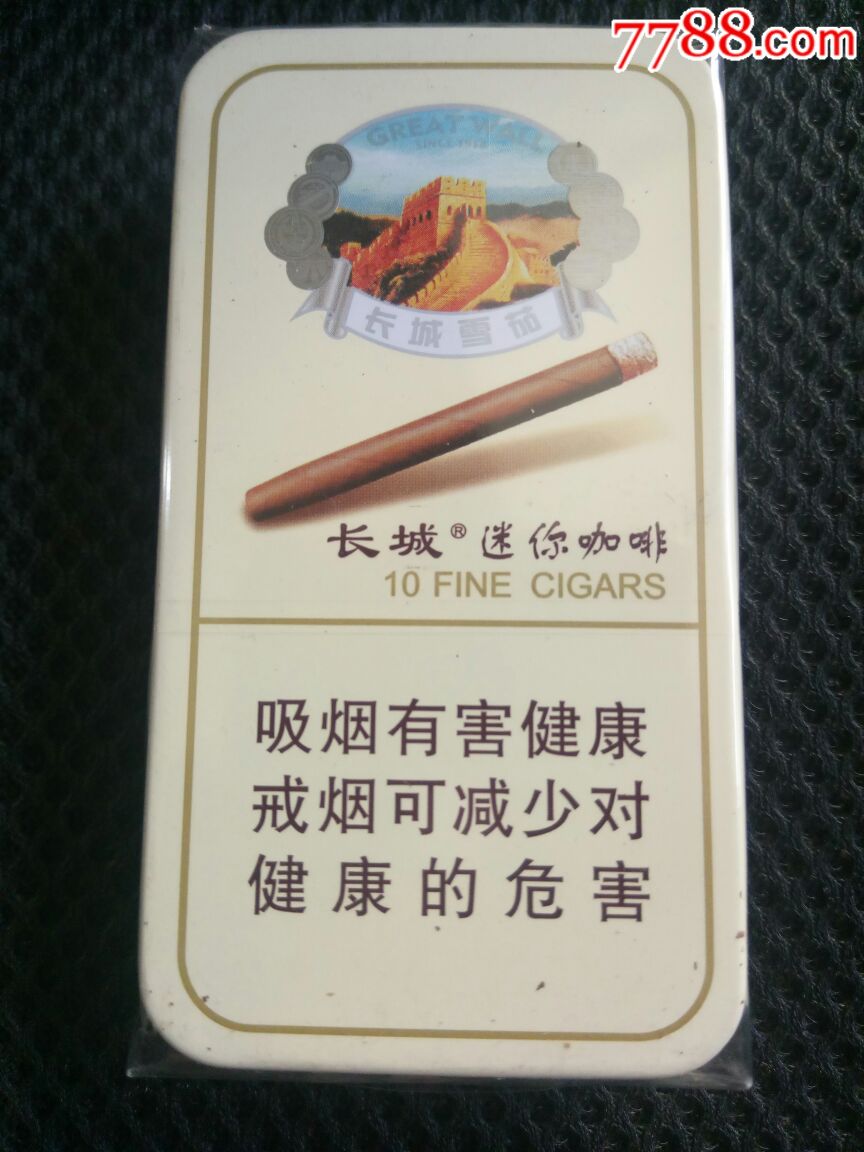 7788.com
GREAT WALL
SINCE 1918
长城雪茄
长城®迷你咖啡
10 FINE CIGARS
吸烟有害健康
戒烟可减少对
健康的危害